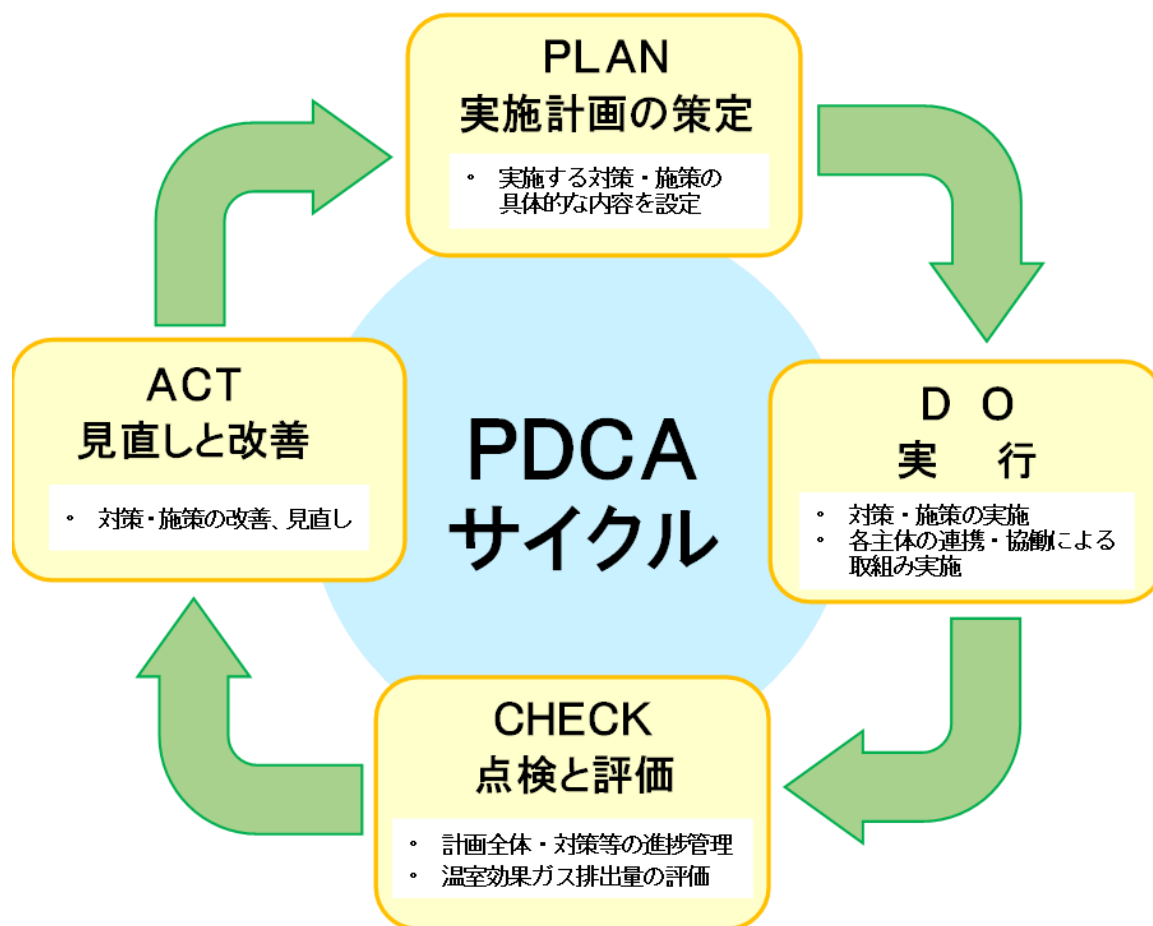 PLAN
実施計画の策定
• 実施する対策・施策の
具体的な内容を設定
D O
実 行
• 対策・施策の実施
• 各主体の連携・協働による
取組み実施
PDCA
サイクル
ACT
見直しと改善
• 対策・施策の改善、見直し
CHECK
点検と評価
• 計画全体・対策等の進捗管理
• 温室効果ガス排出量の評価